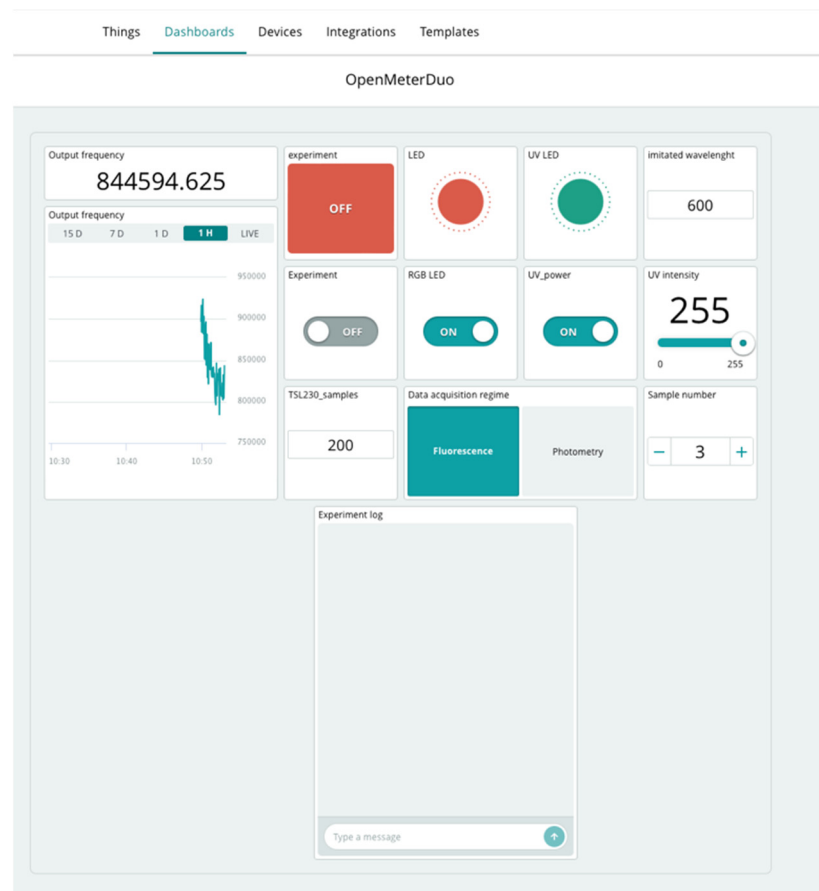 Things Dashboards Devices Integrations Templates
OpenMeterDuo
Output frequency
844594.625
experiment
OFF
LED
UV LED
imitated wavelenght
600
Output frequency
15 D 7 D 1 D 1 H LIVE
950000
900000
850000
800000
750000
10:30 10:40 10:50
Experiment
OFF
RGB LED
ON
UV_power
ON
UV intensity
255
0 255
TSL230_samples
200
Data acquisition regime
Fluorescence Photometry
Sample number
− 3 +
Experiment log
Type a message